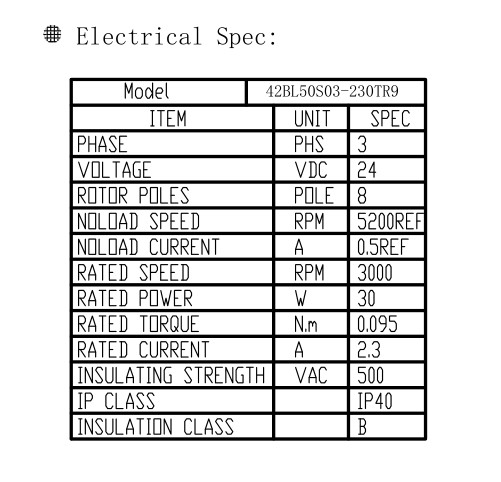 Electrical Spec:
Model 42BL50S03-230TR9
ITEM UNIT SPEC
PHASE PHS 3
VOLTAGE VDC 24
ROTOR POLES POLE 8
NOLOAD SPEED RPM 5200REF
NOLOAD CURRENT A 0.5REF
RATED SPEED RPM 3000
RATED POWER W 30
RATED TORQUE N.m 0.095
RATED CURRENT A 2.3
INSULATING STRENGTH VAC 500
IP CLASS IP40
INSULATION CLASS B